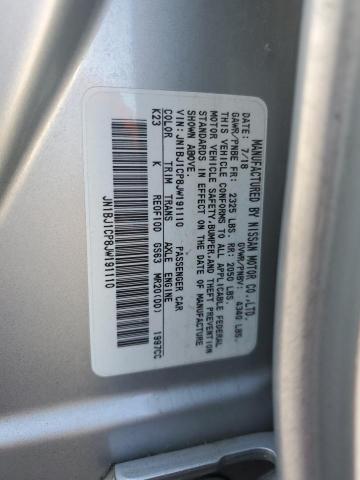 MANUFACTURED BY NISSAN MOTOR CO.,LTD.
DATE: 7/18 GVWR/PNBV: 4340 LBS.
GAWR/PNBE FR: 2325 LBS. RR: 2050 LBS.
THIS VEHICLE CONFORMS TO ALL APPLICABLE FEDERAL
MOTOR VEHICLE SAFETY,BUMPER,AND THEFT PREVENTION
STANDARDS IN EFFECT ON THE DATE OF MANUFACTURE
SHOWN ABOVE.
VIN:JN1BJ1CP8JW191110 PASSENGER CAR
COLOR TRIM TRANS AXLE ENGINE
K23 K RE0F10D GS63 MR20(DD) 1997CC
JN1BJ1CP8JW191110